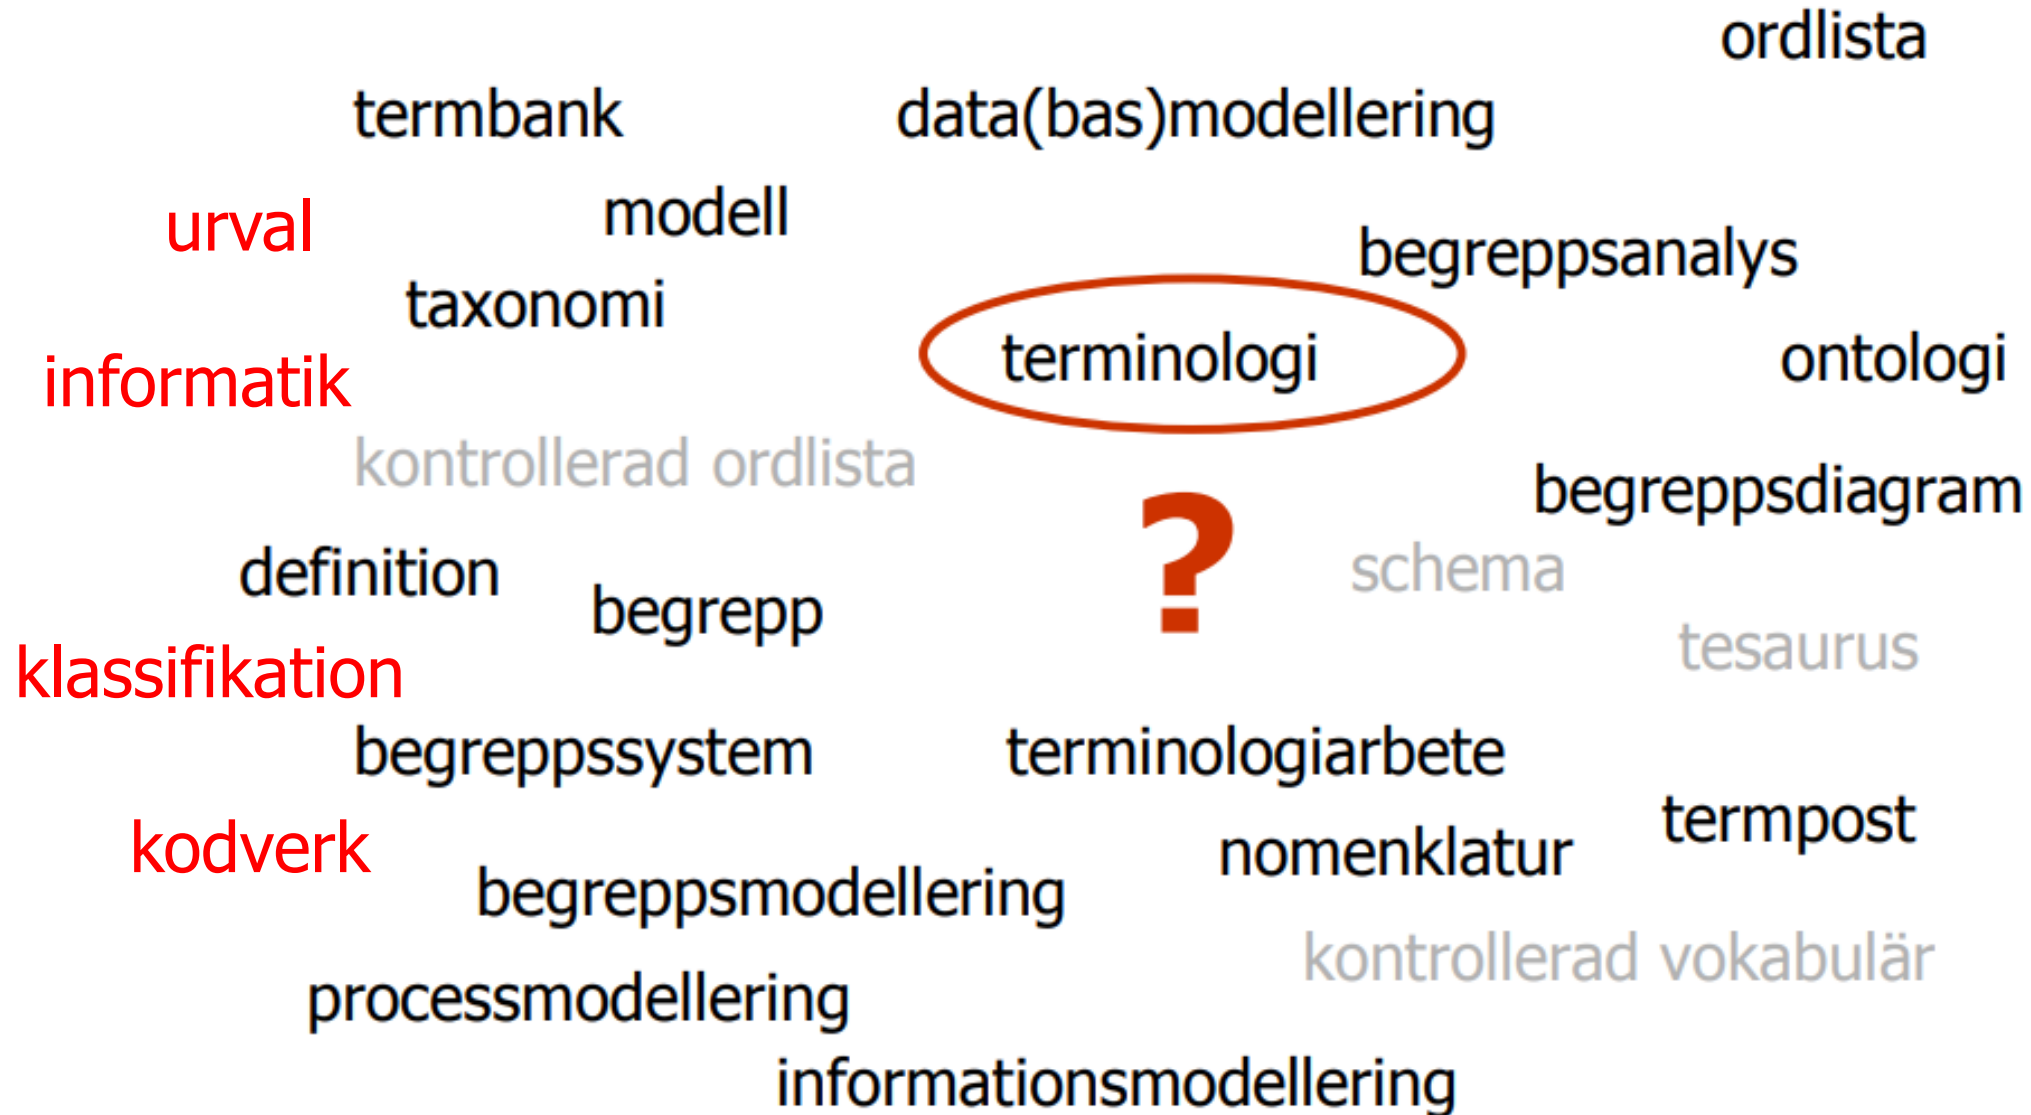 ordlista
termbank
data(bas)modellering
modell
urval
begreppsanalys
taxonomi
terminologi
ontologi
informatik
kontrollerad ordlista
begreppsdiagram
?
schema
definition
begrepp
tesaurus
klassifikation
begreppssystem
terminologiarbete
termpost
kodverk
nomenklatur
begreppsmodellering
kontrollerad vokabulär
processmodellering
informationsmodellering